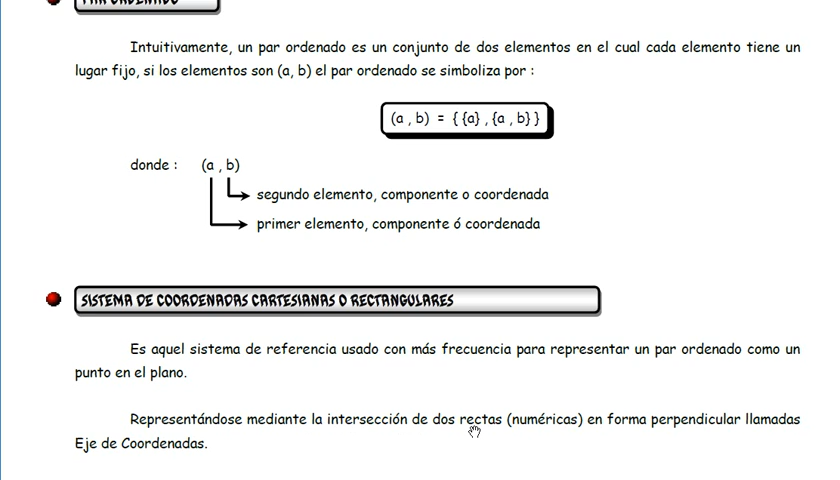 PAR ORDENADO
Intuitivamente, un par ordenado es un conjunto de dos elementos en el cual cada elemento tiene un
lugar fijo, si los elementos son (a, b) el par ordenado se simboliza por :
(a , b) = { {a} , {a , b} }
donde : (a , b)
segundo elemento, componente o coordenada
primer elemento, componente ó coordenada
SISTEMA DE COORDENADAS CARTESIANAS O RECTANGULARES
Es aquel sistema de referencia usado con más frecuencia para representar un par ordenado como un
punto en el plano.
Representándose mediante la intersección de dos rectas (numéricas) en forma perpendicular llamadas
Eje de Coordenadas.